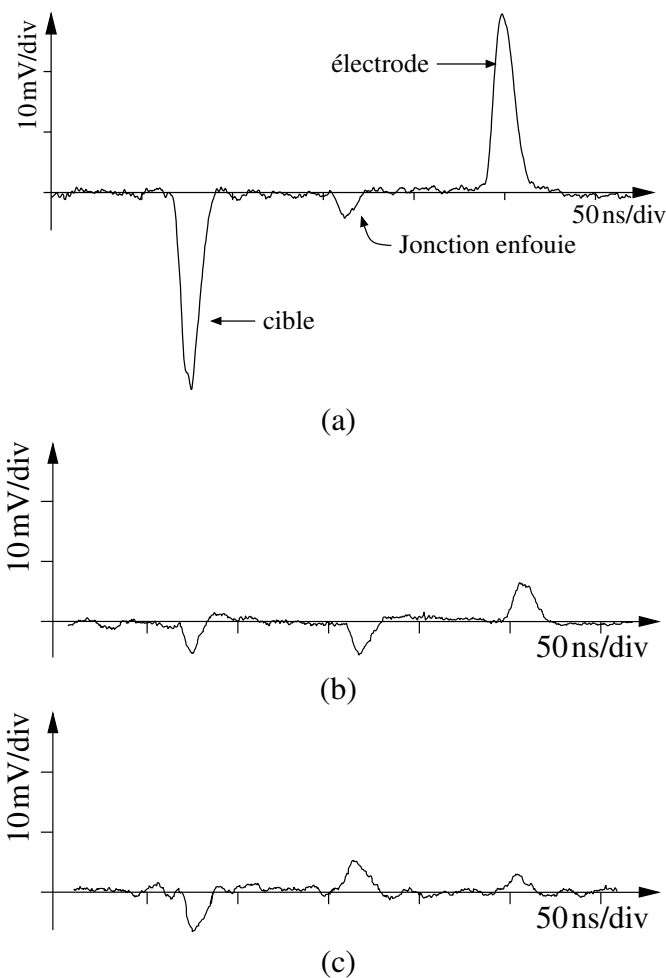 10 mV/div
électrode
50 ns/div
Jonction enfouie
cible
(a)
10 mV/div
50 ns/div
(b)
10 mV/div
50 ns/div
(c)